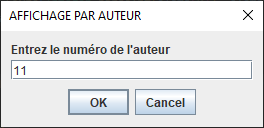 AFFICHAGE PAR AUTEUR
Entrez le numéro de l'auteur
11
OK
Cancel